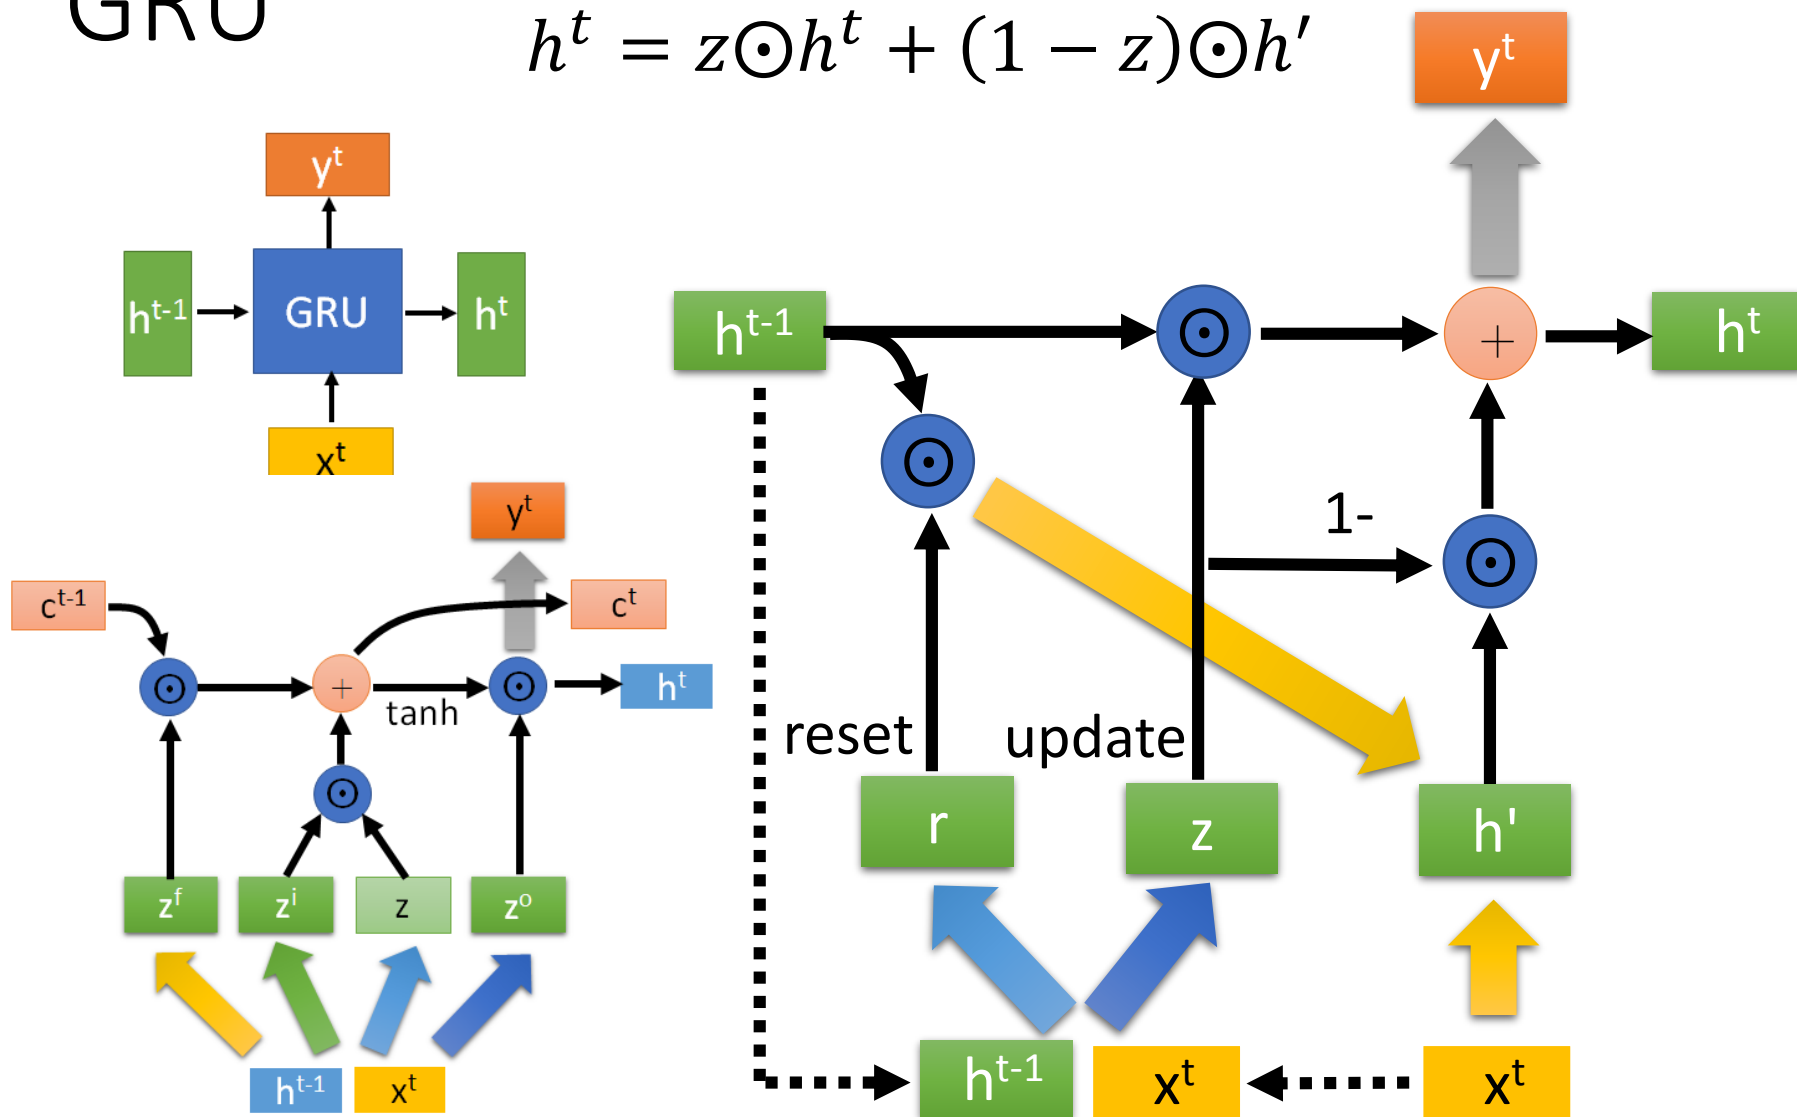 GRU
h^t = z⊙h^t + (1 − z)⊙h′
y^t
h^t-1
GRU
h^t
x^t
y^t
c^t-1
c^t
⊙
+
tanh
⊙
h^t
⊙
z^f
z^i
z
z^o
h^t-1
x^t
y^t
h^t-1
⊙
+
h^t
⊙
1-
⊙
reset
update
r
z
h'
h^t-1
x^t
x^t